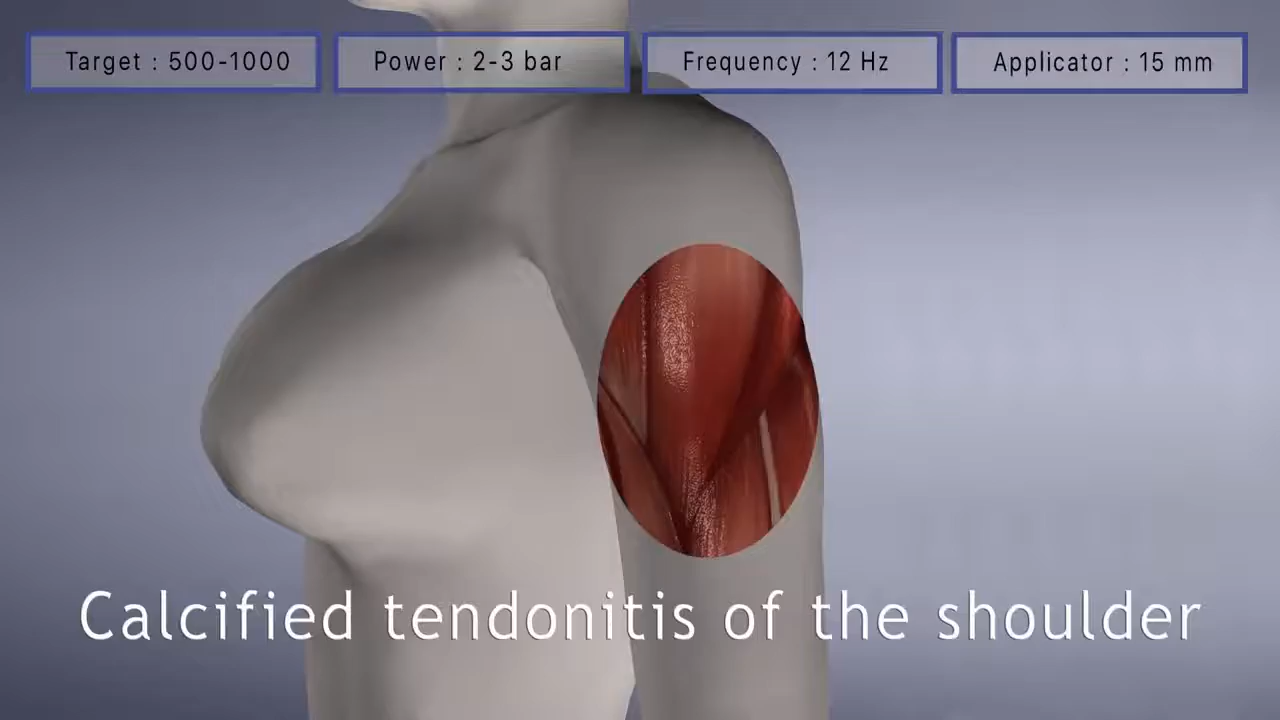 Target : 500-1000
Power : 2-3 bar
Frequency : 12 Hz
Applicator : 15 mm
Calcified tendonitis of the shoulder